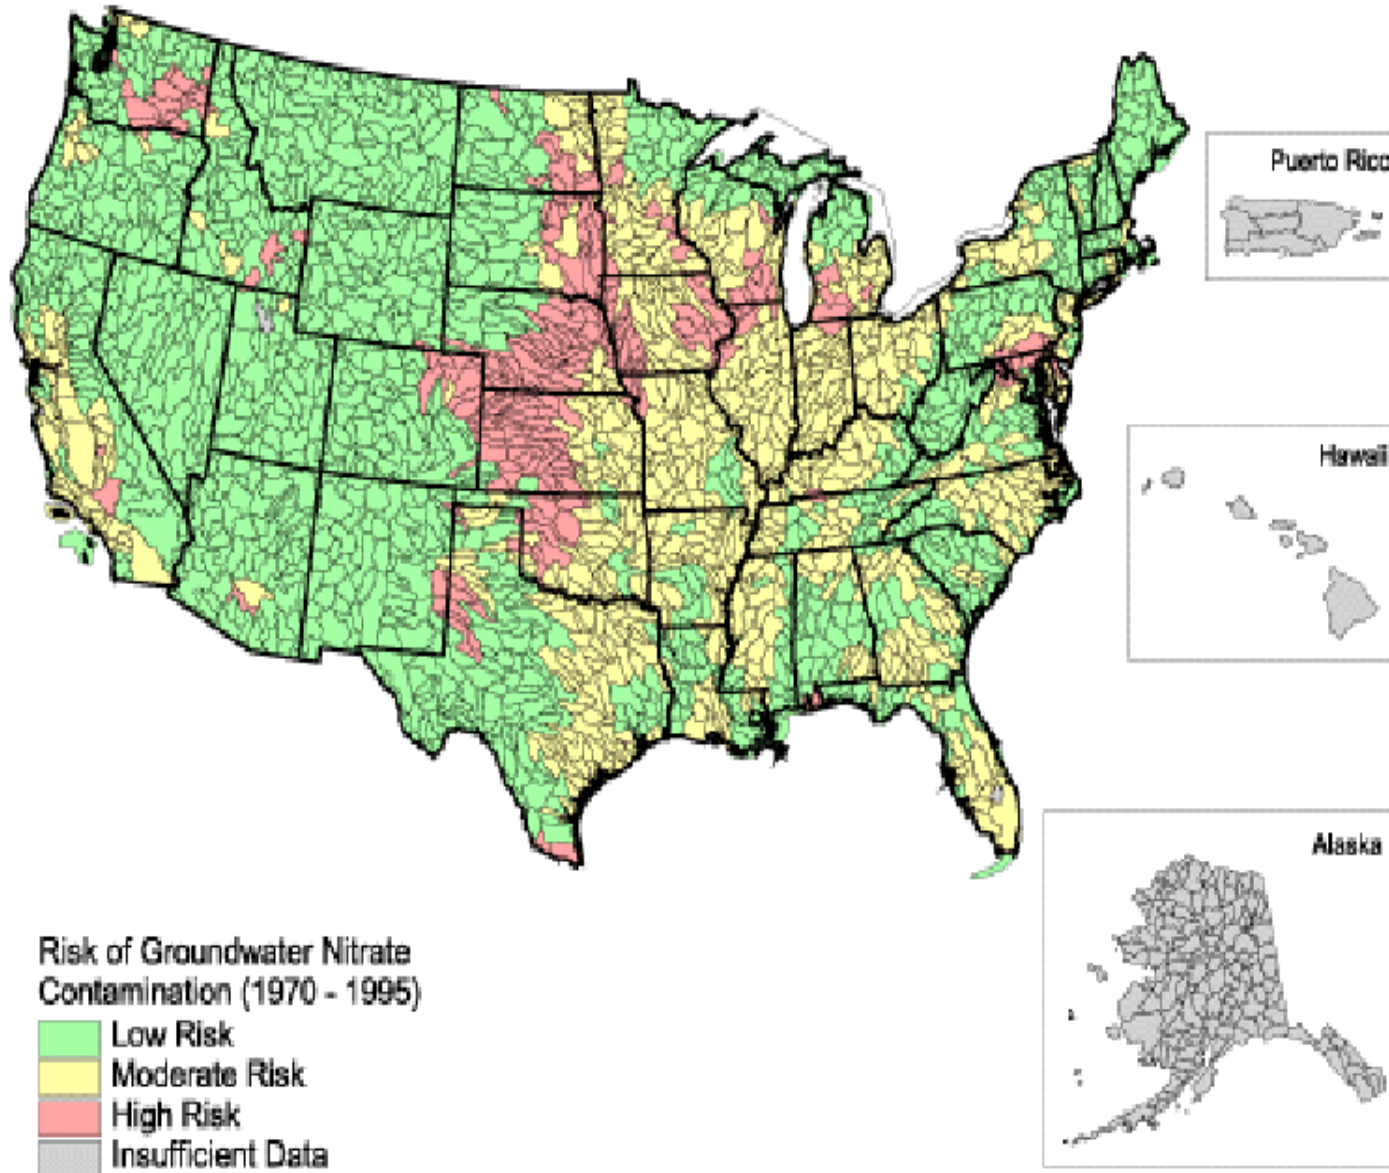 Puerto Rico
Hawaii
Alaska
Risk of Groundwater Nitrate
Contamination (1970 - 1995)
Low Risk
Moderate Risk
High Risk
Insufficient Data